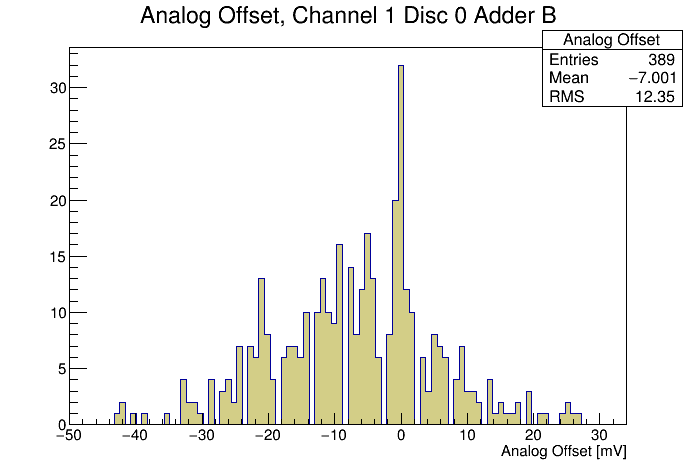 Analog Offset, Channel 1 Disc 0 Adder B
Analog Offset
Entries 389
Mean −7.001
RMS 12.35
30
25
20
15
10
5
0
−50 −40 −30 −20 −10 0 10 20 30
Analog Offset [mV]